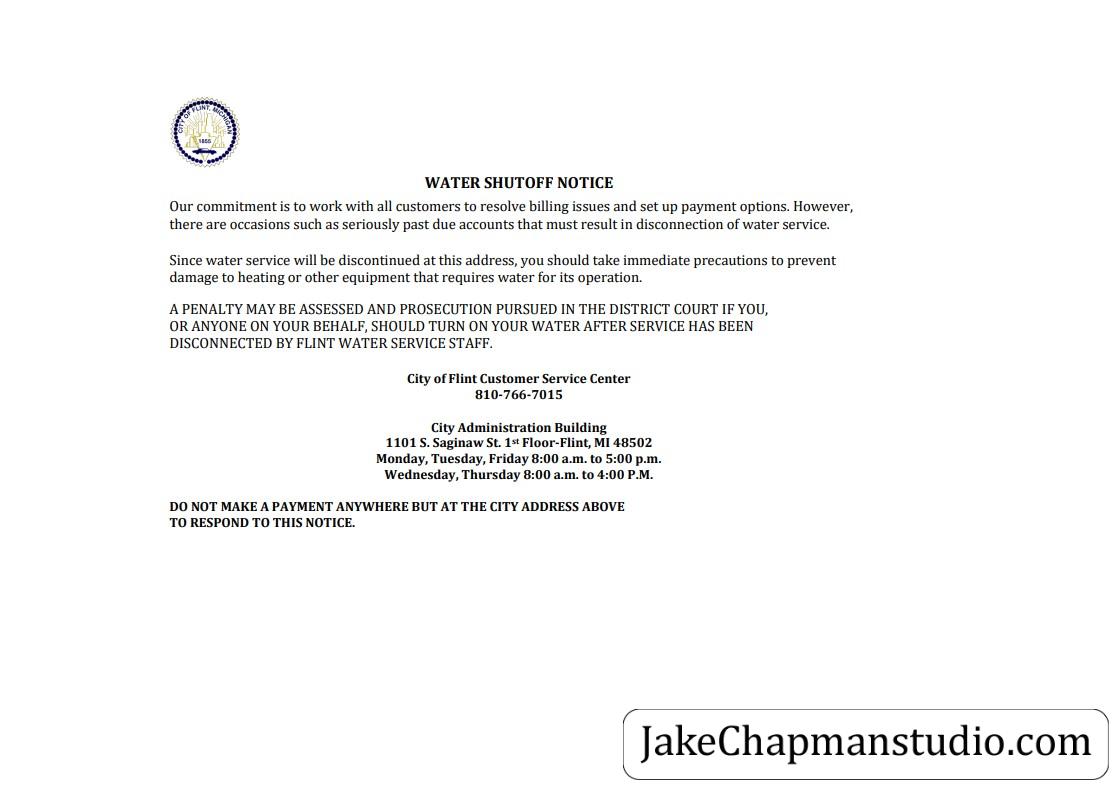 CITY OF FLINT, MICHIGAN
1855
WATER SHUTOFF NOTICE
Our commitment is to work with all customers to resolve billing issues and set up payment options. However,
there are occasions such as seriously past due accounts that must result in disconnection of water service.
Since water service will be discontinued at this address, you should take immediate precautions to prevent
damage to heating or other equipment that requires water for its operation.
A PENALTY MAY BE ASSESSED AND PROSECUTION PURSUED IN THE DISTRICT COURT IF YOU,
OR ANYONE ON YOUR BEHALF, SHOULD TURN ON YOUR WATER AFTER SERVICE HAS BEEN
DISCONNECTED BY FLINT WATER SERVICE STAFF.
City of Flint Customer Service Center
810-766-7015
City Administration Building
1101 S. Saginaw St. 1st Floor-Flint, MI 48502
Monday, Tuesday, Friday 8:00 a.m. to 5:00 p.m.
Wednesday, Thursday 8:00 a.m. to 4:00 P.M.
DO NOT MAKE A PAYMENT ANYWHERE BUT AT THE CITY ADDRESS ABOVE
TO RESPOND TO THIS NOTICE.
JakeChapmanstudio.com